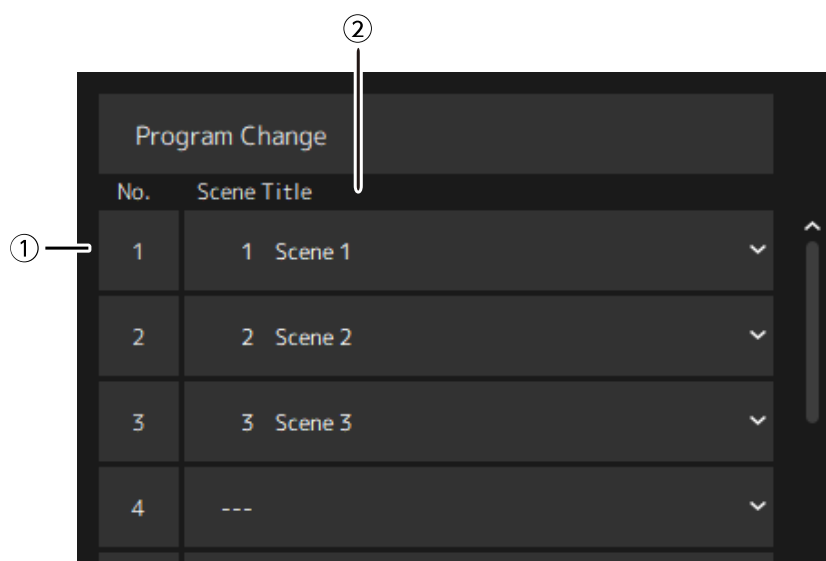 ②
Program Change
No. Scene Title
① 1 1 Scene 1
2 2 Scene 2
3 3 Scene 3
4 ---